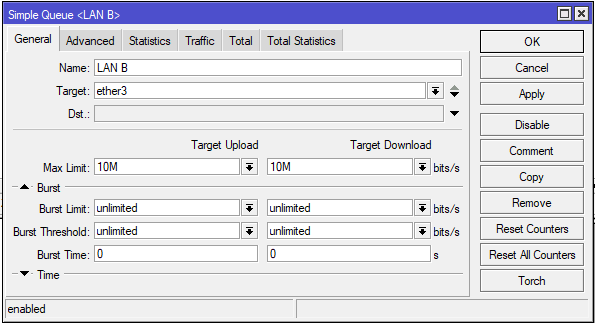 Simple Queue <LAN B>
General Advanced Statistics Traffic Total Total Statistics
Name: LAN B
Target: ether3
Dst.:
Target Upload Target Download
Max Limit: 10M 10M bits/s
Burst
Burst Limit: unlimited unlimited bits/s
Burst Threshold: unlimited unlimited bits/s
Burst Time: 0 0 s
Time
enabled
OK
Cancel
Apply
Disable
Comment
Copy
Remove
Reset Counters
Reset All Counters
Torch